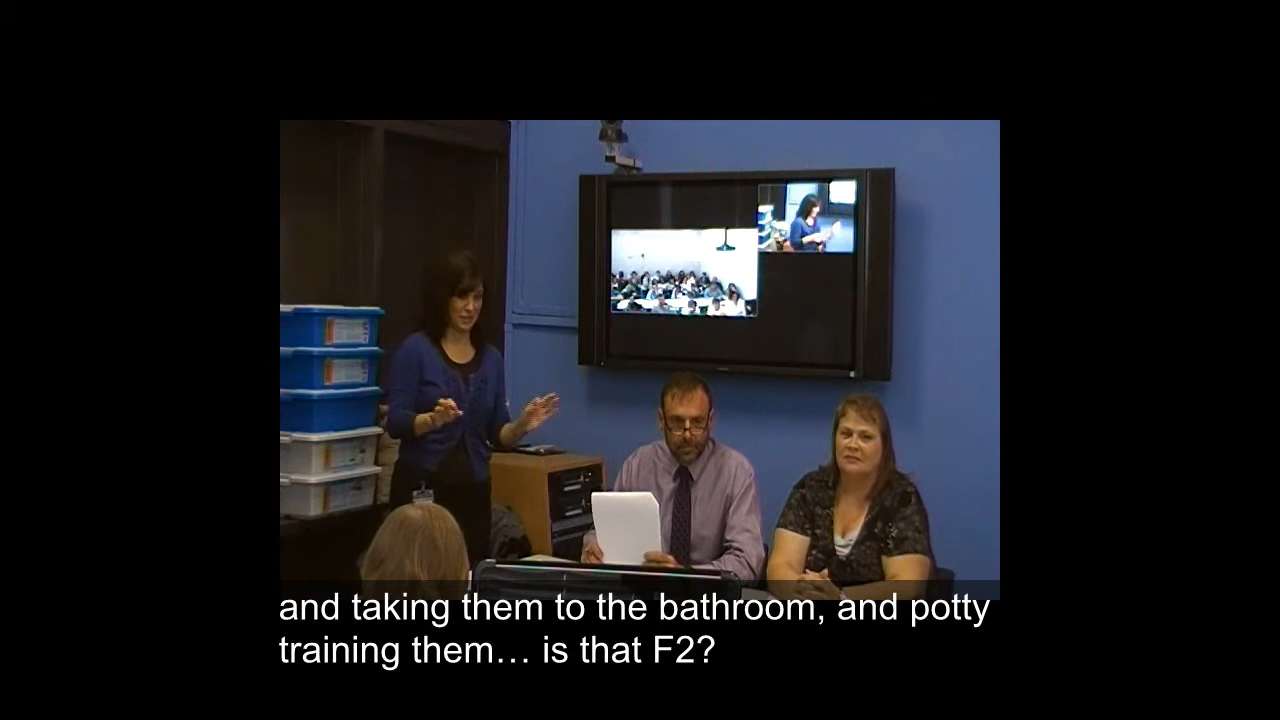 and taking them to the bathroom, and potty
training them… is that F2?